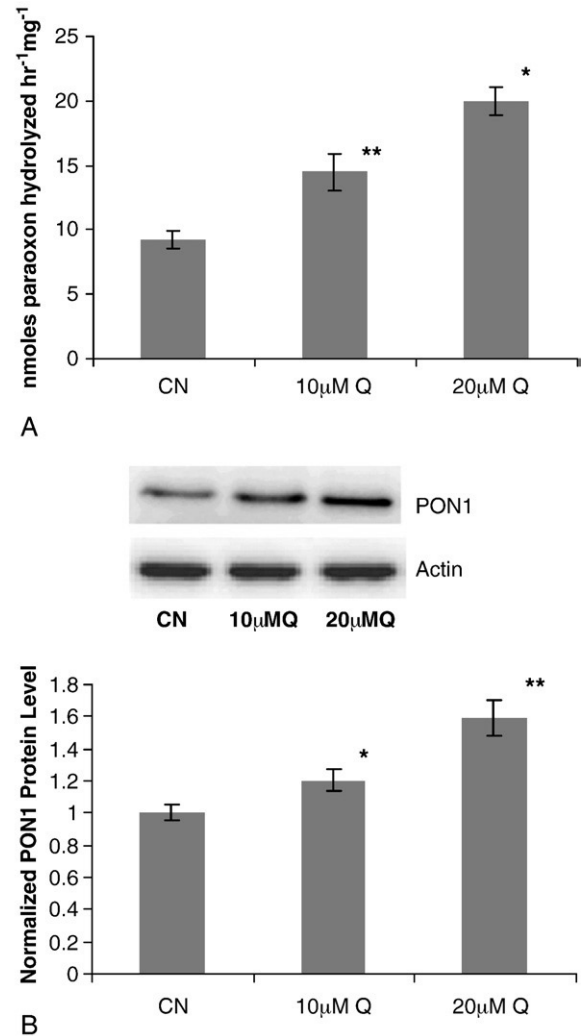 nmoles paraoxon hydrolyzed hr⁻¹mg⁻¹
25
20
15
10
5
0
**
*
CN 10µM Q 20µM Q
A
PON1
Actin
CN 10µMQ 20µMQ
Normalized PON1 Protein Level
1.8
1.6
1.4
1.2
1
0.8
0.6
0.4
0.2
0
*
**
CN 10µM Q 20µM Q
B